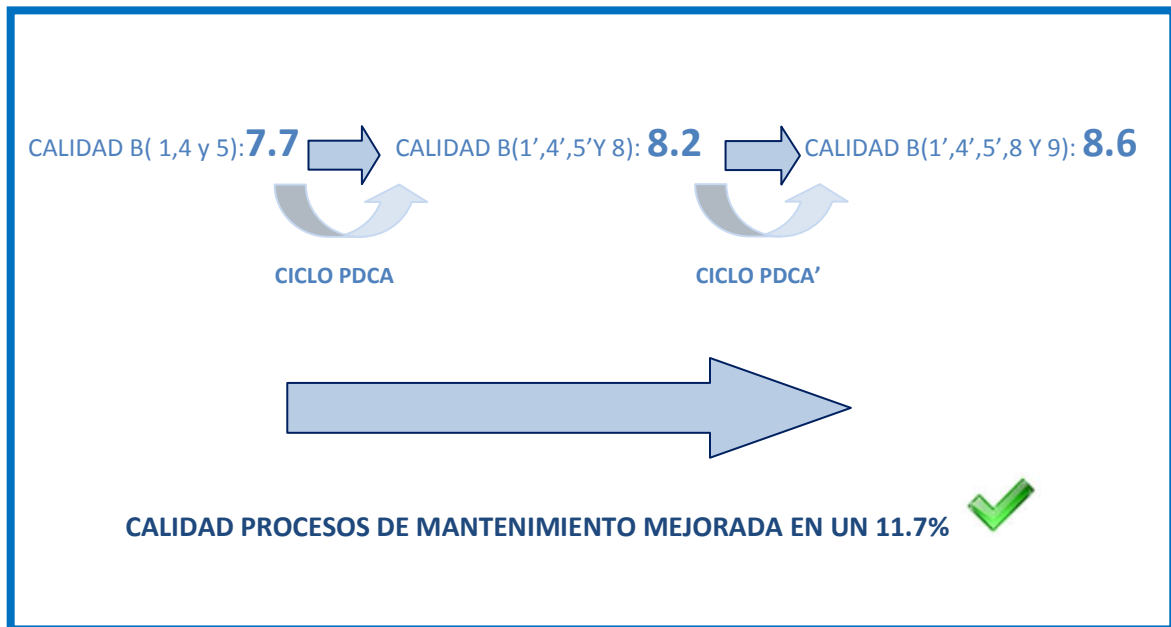 CALIDAD B( 1,4 y 5):7.7 CALIDAD B(1’,4’,5’Y 8): 8.2 CALIDAD B(1’,4’,5’,8 Y 9): 8.6
CICLO PDCA CICLO PDCA’
CALIDAD PROCESOS DE MANTENIMIENTO MEJORADA EN UN 11.7%